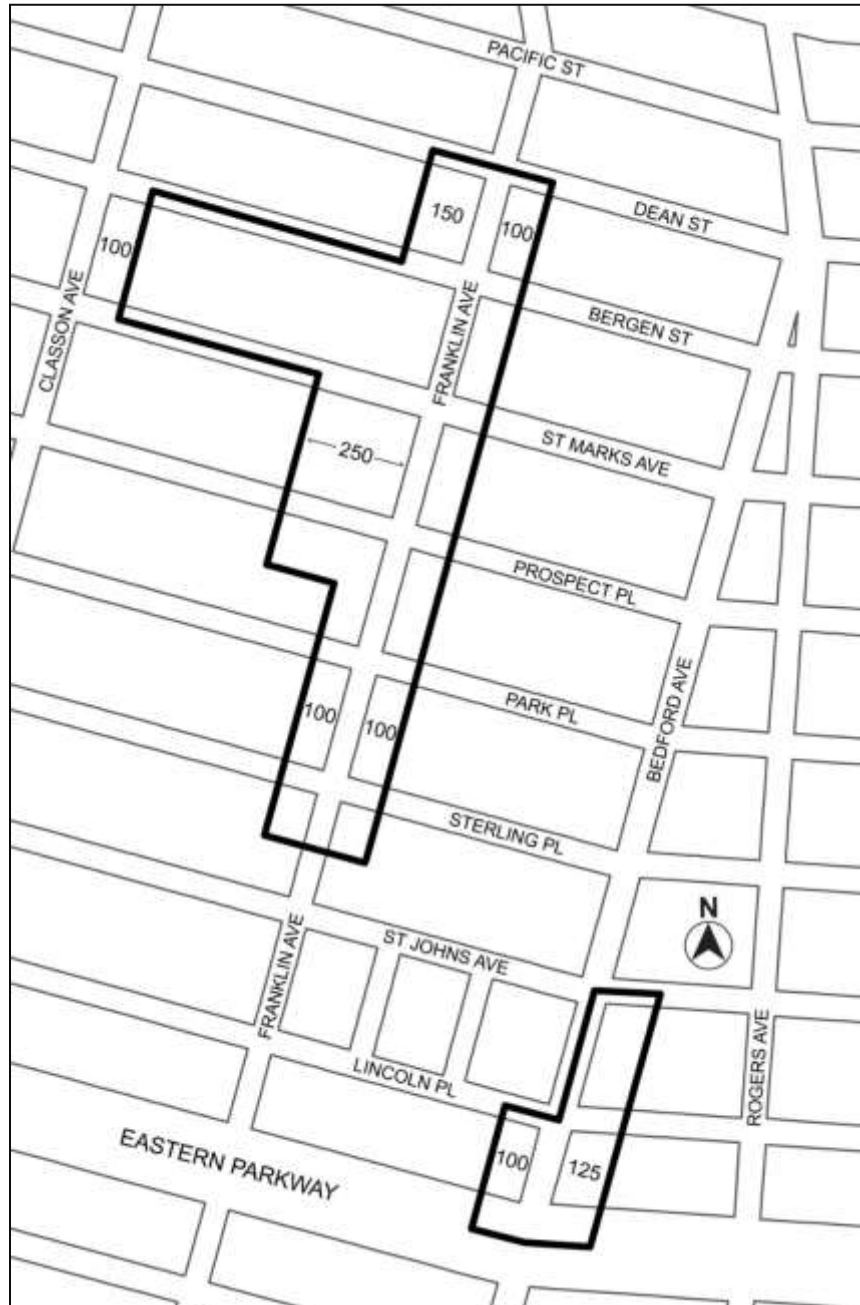 PACIFIC ST
150
100
DEAN ST
100
BERGEN ST
CLASSON AVE
FRANKLIN AVE
250
ST MARKS AVE
PROSPECT PL
PARK PL
100
100
BEDFORD AVE
STERLING PL
N
ST JOHNS AVE
FRANKLIN AVE
ROGERS AVE
LINCOLN PL
EASTERN PARKWAY
100
125